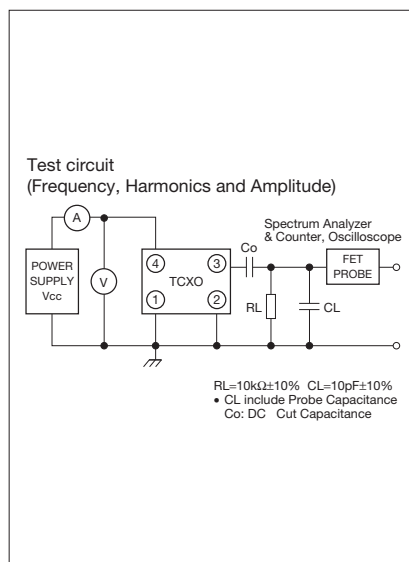 Test circuit
(Frequency, Harmonics and Amplitude)
A
Spectrum Analyzer
& Counter, Oscilloscope
Co
POWER
SUPPLY
Vcc
V
4
3
TCXO
1
2
RL
CL
FET
PROBE
RL=10kΩ±10% CL=10pF±10%
• CL include Probe Capacitance
Co: DC Cut Capacitance